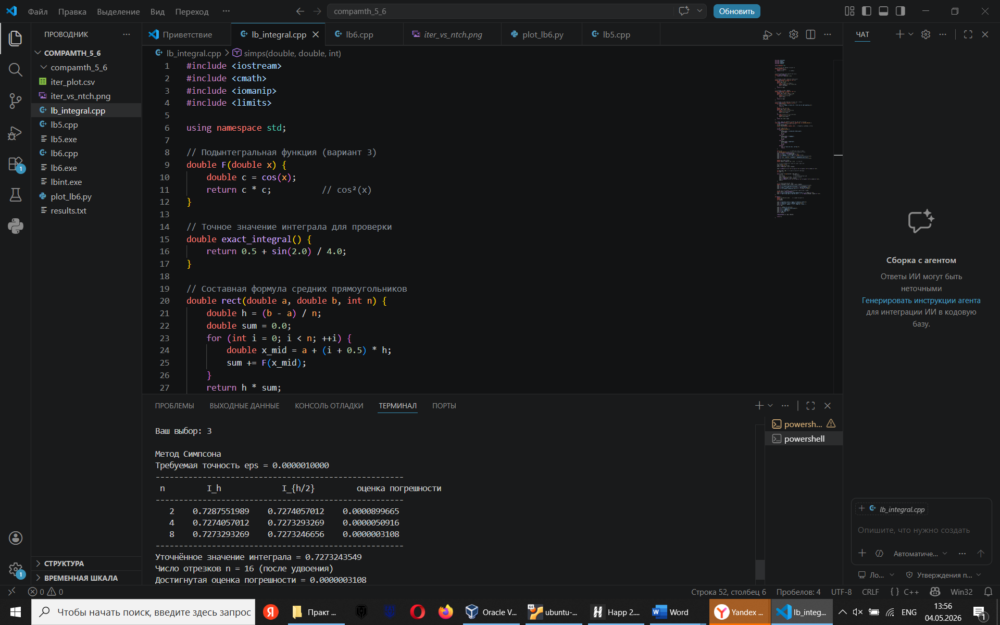 Файл Правка Выделение Вид Переход ··· compamth_5_6 Обновить
ПРОВОДНИК ···
COMPAMTH_5_6
compamth_5_6
iter_plot.csv
iter_vs_ntch.png
lb_integral.cpp
lb5.cpp
lb5.exe
lb6.cpp
lb6.exe
lbint.exe
plot_lb6.py
results.txt
СТРУКТУРА
ВРЕМЕННАЯ ШКАЛА
1
1
Приветствие lb_integral.cpp lb6.cpp iter_vs_ntch.png plot_lb6.py lb5.cpp
lb_integral.cpp > simps(double, double, int)
1 #include <iostream>
2 #include <cmath>
3 #include <iomanip>
4 #include <limits>
5
6 using namespace std;
7
8 // Подынтегральная функция (вариант 3)
9 double F(double x) {
10 double c = cos(x);
11 return c * c; // cos²(x)
12 }
13
14 // Точное значение интеграла для проверки
15 double exact_integral() {
16 return 0.5 + sin(2.0) / 4.0;
17 }
18
19 // Составная формула средних прямоугольников
20 double rect(double a, double b, int n) {
21 double h = (b - a) / n;
22 double sum = 0.0;
23 for (int i = 0; i < n; ++i) {
24 double x_mid = a + (i + 0.5) * h;
25 sum += F(x_mid);
26 }
27 return h * sum;
ПРОБЛЕМЫ ВЫХОДНЫЕ ДАННЫЕ КОНСОЛЬ ОТЛАДКИ ТЕРМИНАЛ ПОРТЫ
Ваш выбор: 3
Метод Симпсона
Требуемая точность eps = 0.0000010000
-----------------------------------------------------
n I_h I_{h/2} оценка погрешности
-----------------------------------------------------
2 0.7287551989 0.7274057012 0.0000899665
4 0.7274057012 0.7273293269 0.0000050916
8 0.7273293269 0.7273246656 0.0000003108
-----------------------------------------------------
Уточнённое значение интеграла = 0.7273243549
Число отрезков n = 16 (после удвоения)
Достигнутая оценка погрешности = 0.0000003108
powersh...
powershell
ЧАТ
Сборка с агентом
Ответы ИИ могут быть
неточными
Генерировать инструкции агента
для интеграции ИИ в кодовую
базу.
lb_integral.cpp
Опишите, что нужно создать
Автоматиче...
Ло... Утверждения п...
0 0 Строка 52, столбец 6 Пробелов: 4 UTF-8 CRLF {} C++ Win32
Чтобы начать поиск, введите здесь запрос Я Практ ... Oracle V... 64 ubuntu-... Happ 2.... Word Yandex ... lb_integ... ENG 13:56
04.05.2026
1